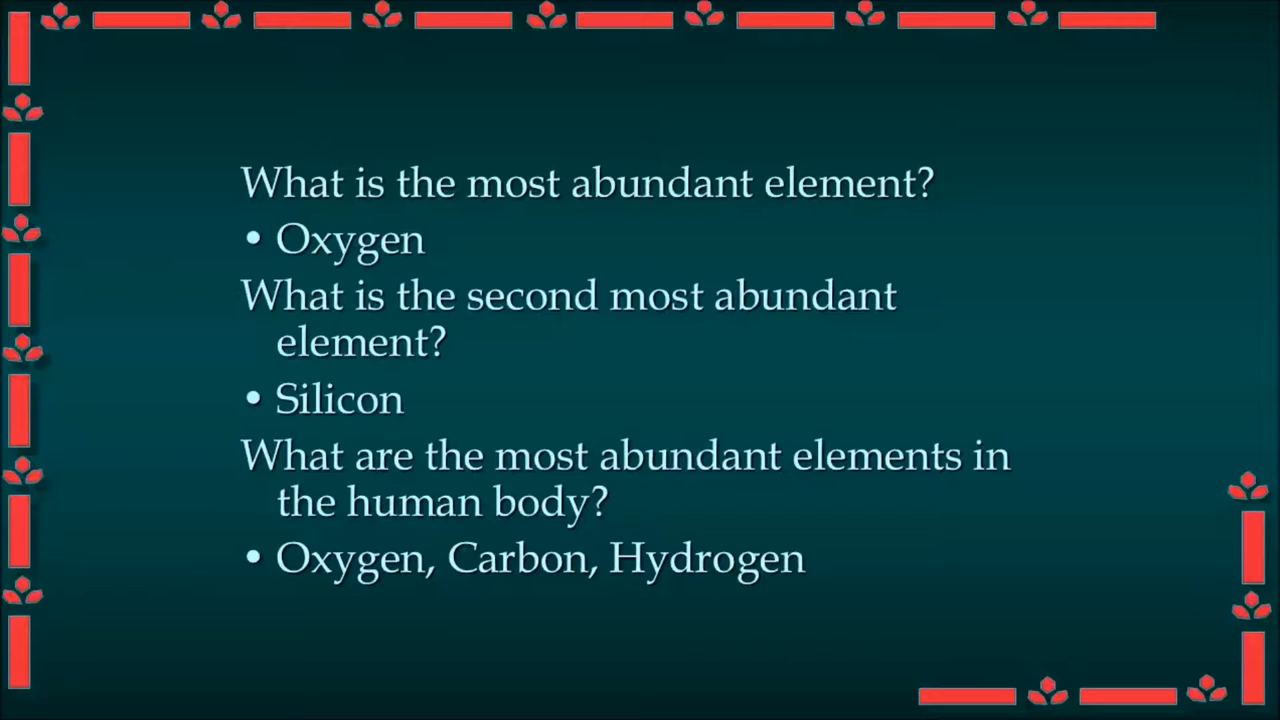 What is the most abundant element?
• Oxygen
What is the second most abundant
element?
• Silicon
What are the most abundant elements in
the human body?
• Oxygen, Carbon, Hydrogen